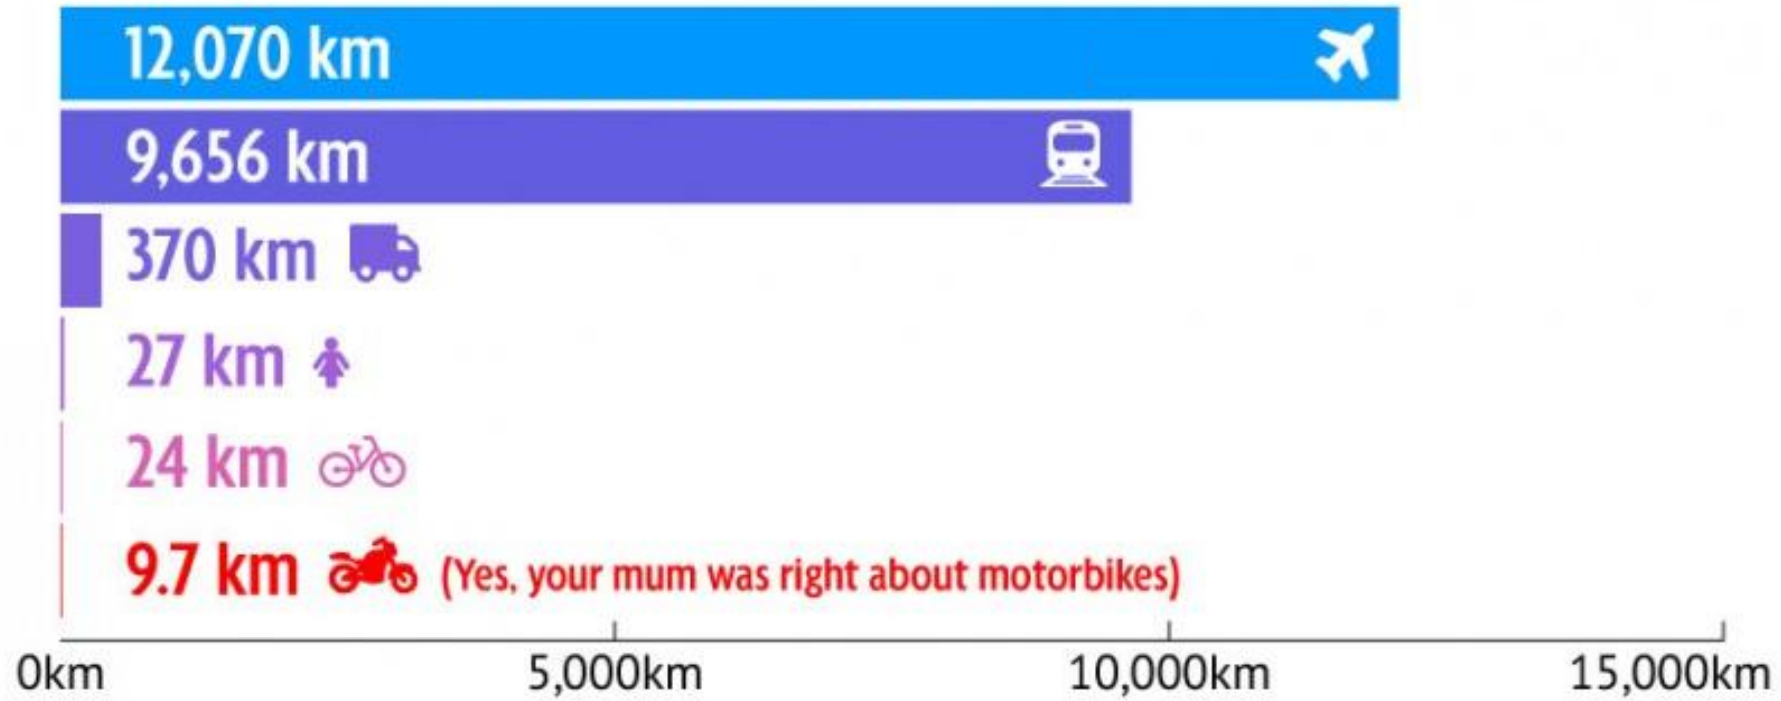 12,070 km
9,656 km
370 km
27 km
24 km
9.7 km (Yes, your mum was right about motorbikes)
0km 5,000km 10,000km 15,000km